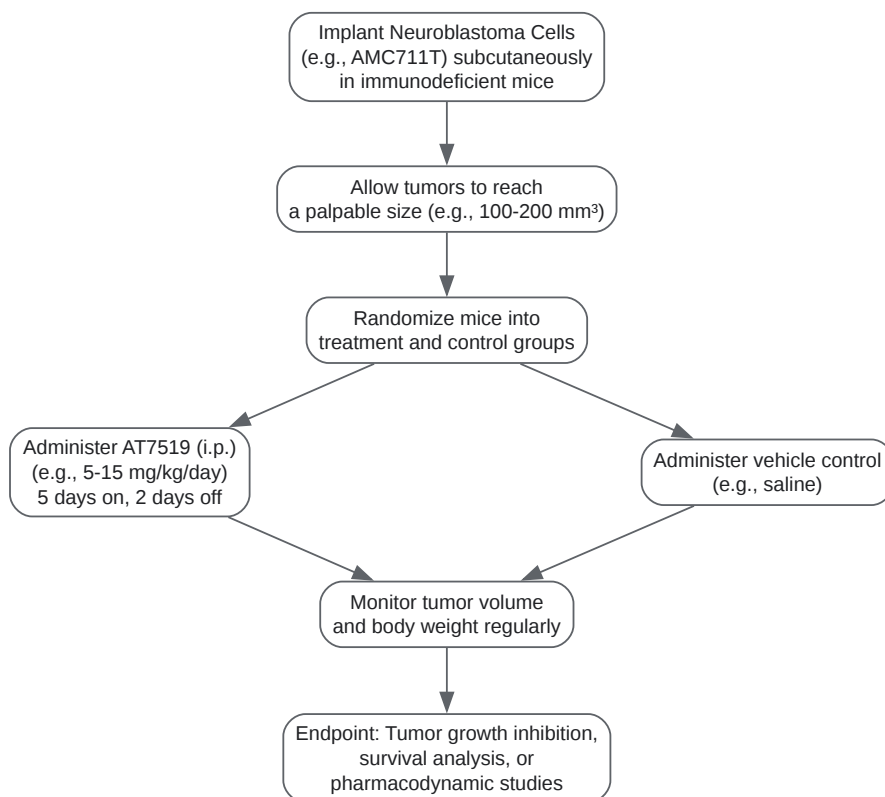 Implant Neuroblastoma Cells
(e.g., AMC711T) subcutaneously
in immunodeficient mice
Allow tumors to reach
a palpable size (e.g., 100-200 mm³)
Randomize mice into
treatment and control groups
Administer AT7519 (i.p.)
(e.g., 5-15 mg/kg/day)
5 days on, 2 days off
Administer vehicle control
(e.g., saline)
Monitor tumor volume
and body weight regularly
Endpoint: Tumor growth inhibition,
survival analysis, or
pharmacodynamic studies